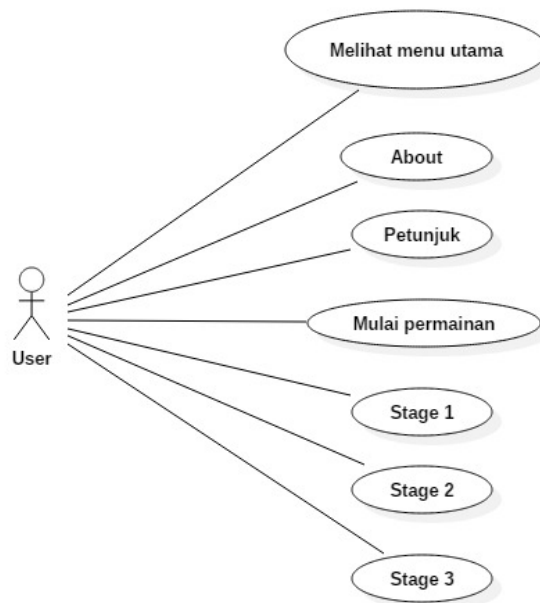 Melihat menu utama
About
Petunjuk
User
Mulai permainan
Stage 1
Stage 2
Stage 3